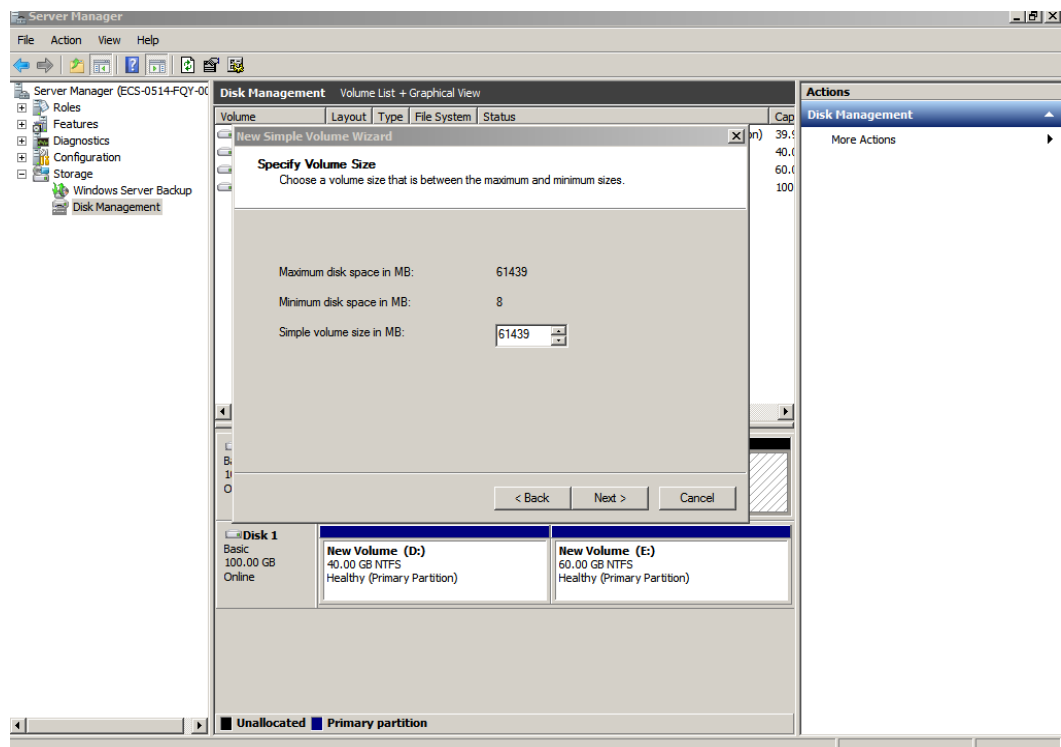 Server Manager
File Action View Help
Server Manager (ECS-0514-FQY-00
Roles
Features
Diagnostics
Configuration
Storage
Windows Server Backup
Disk Management
Disk Management Volume List + Graphical View
Volume Layout Type File System Status Cap
on) 39.9
40.0
60.0
100
New Simple Volume Wizard
Specify Volume Size
Choose a volume size that is between the maximum and minimum sizes.
Maximum disk space in MB: 61439
Minimum disk space in MB: 8
Simple volume size in MB: 61439
< Back Next > Cancel
Disk 1
Basic
100.00 GB
Online
New Volume (D:)
40.00 GB NTFS
Healthy (Primary Partition)
New Volume (E:)
60.00 GB NTFS
Healthy (Primary Partition)
Unallocated Primary partition
Actions
Disk Management
More Actions